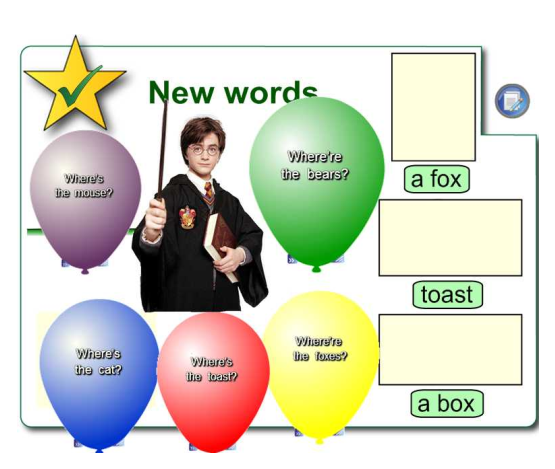 New words
Where's
the mouse?
Where're
the bears?
a fox
toast
Where's
the cat?
Where's
the toast?
Where're
the foxes?
a box